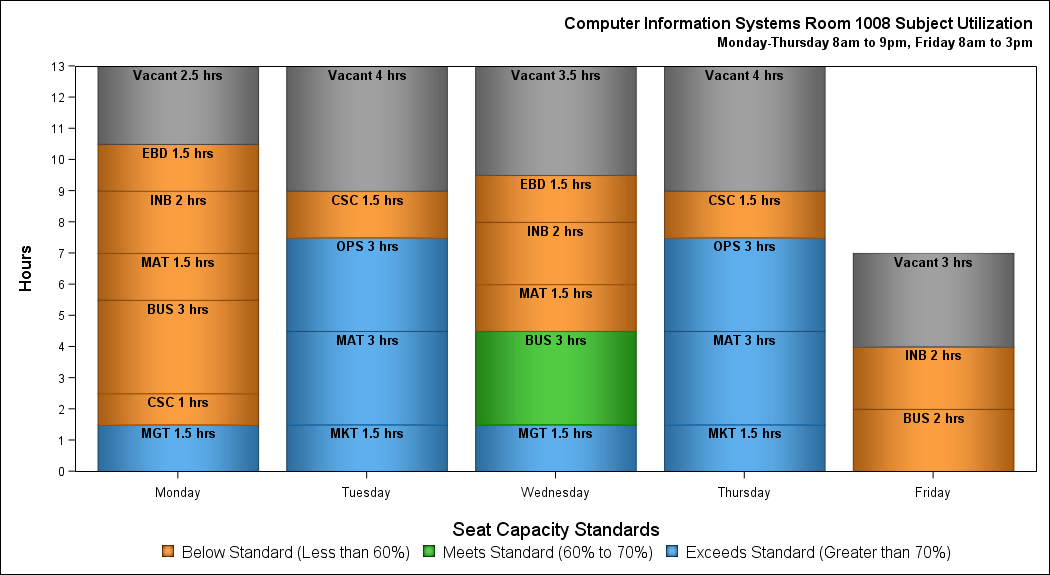 Computer Information Systems Room 1008 Subject Utilization
Monday-Thursday 8am to 9pm, Friday 8am to 3pm
Hours
13
12
11
10
9
8
7
6
5
4
3
2
1
0
Vacant 2.5 hrs
EBD 1.5 hrs
INB 2 hrs
MAT 1.5 hrs
BUS 3 hrs
CSC 1 hrs
MGT 1.5 hrs
Vacant 4 hrs
CSC 1.5 hrs
OPS 3 hrs
MAT 3 hrs
MKT 1.5 hrs
Vacant 3.5 hrs
EBD 1.5 hrs
INB 2 hrs
MAT 1.5 hrs
BUS 3 hrs
MGT 1.5 hrs
Vacant 4 hrs
CSC 1.5 hrs
OPS 3 hrs
MAT 3 hrs
MKT 1.5 hrs
Vacant 3 hrs
INB 2 hrs
BUS 2 hrs
Monday Tuesday Wednesday Thursday Friday
Seat Capacity Standards
Below Standard (Less than 60%) Meets Standard (60% to 70%) Exceeds Standard (Greater than 70%)